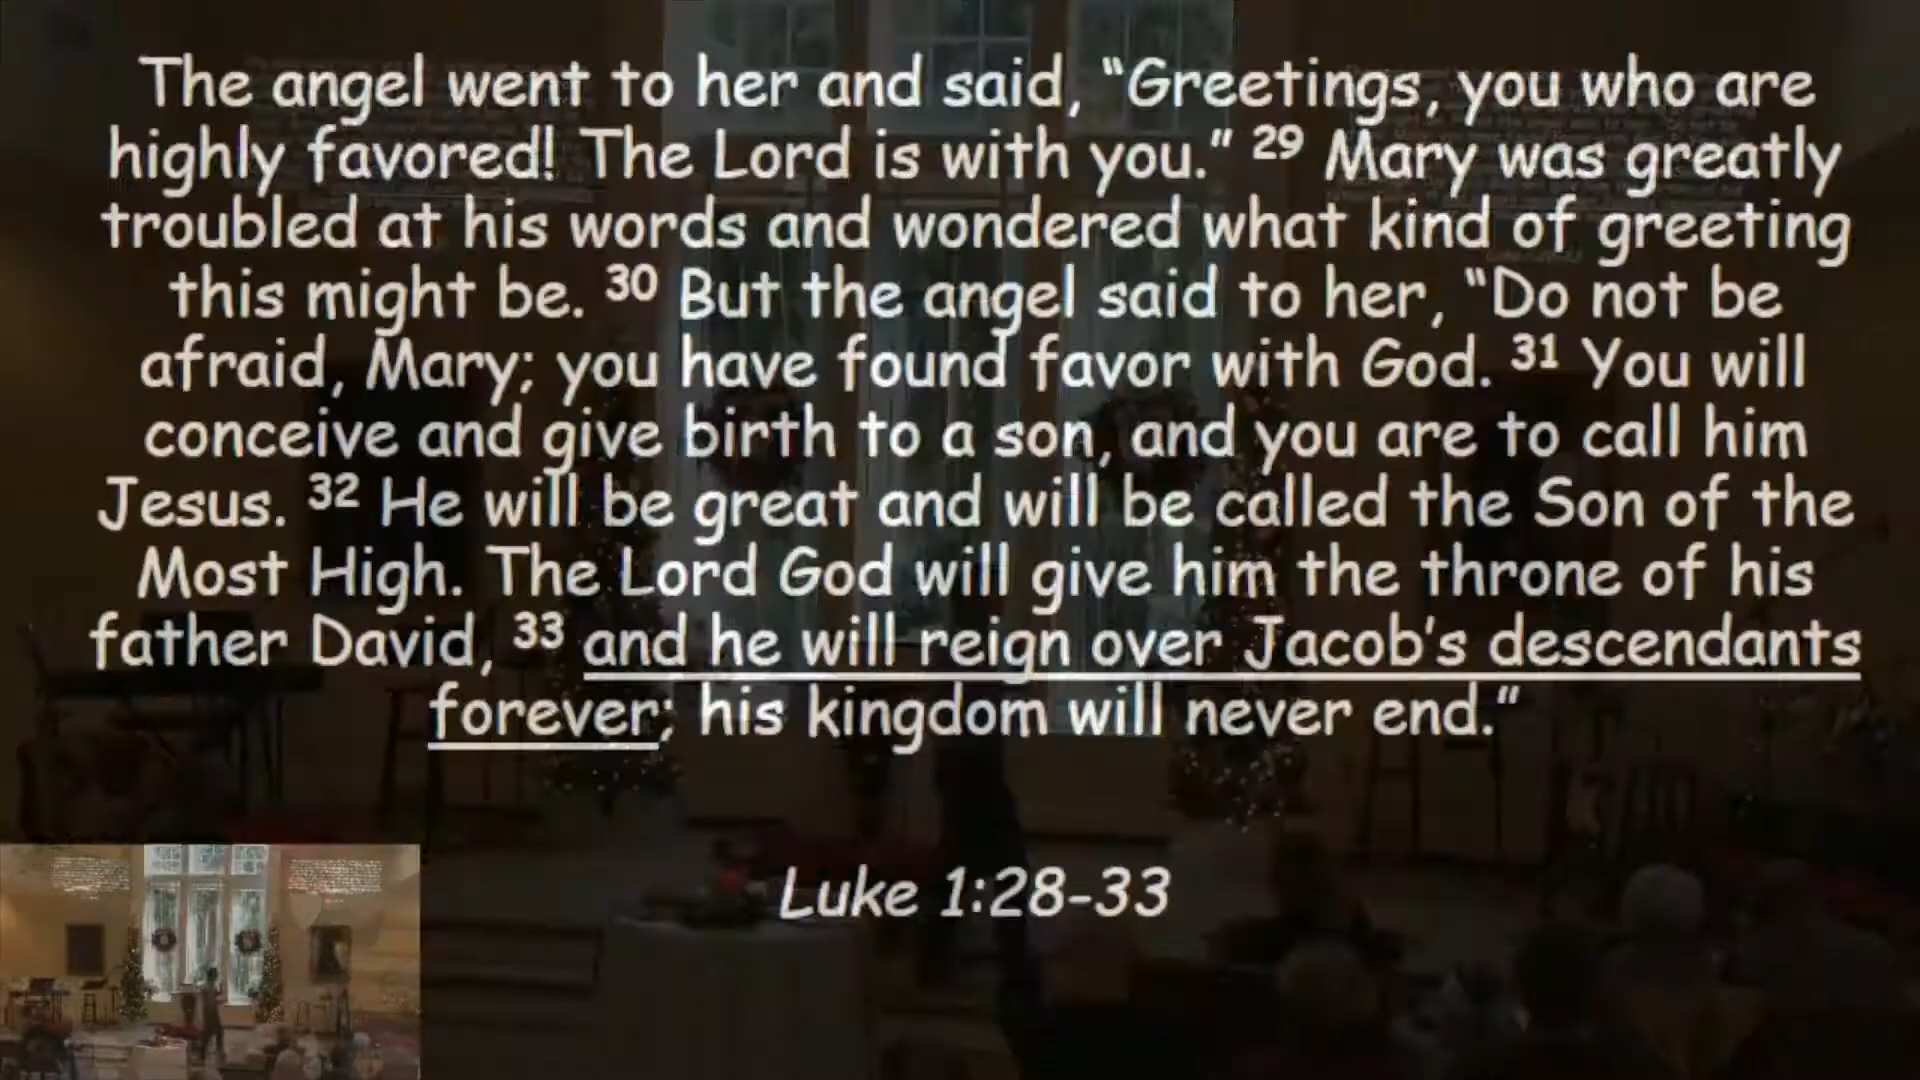 The angel went to her and said, “Greetings, you who are
highly favored! The Lord is with you.” 29 Mary was greatly
troubled at his words and wondered what kind of greeting
this might be. 30 But the angel said to her, “Do not be
afraid, Mary; you have found favor with God. 31 You will
conceive and give birth to a son, and you are to call him
Jesus. 32 He will be great and will be called the Son of the
Most High. The Lord God will give him the throne of his
father David, 33 and he will reign over Jacob’s descendants
forever; his kingdom will never end.”
Luke 1:28-33